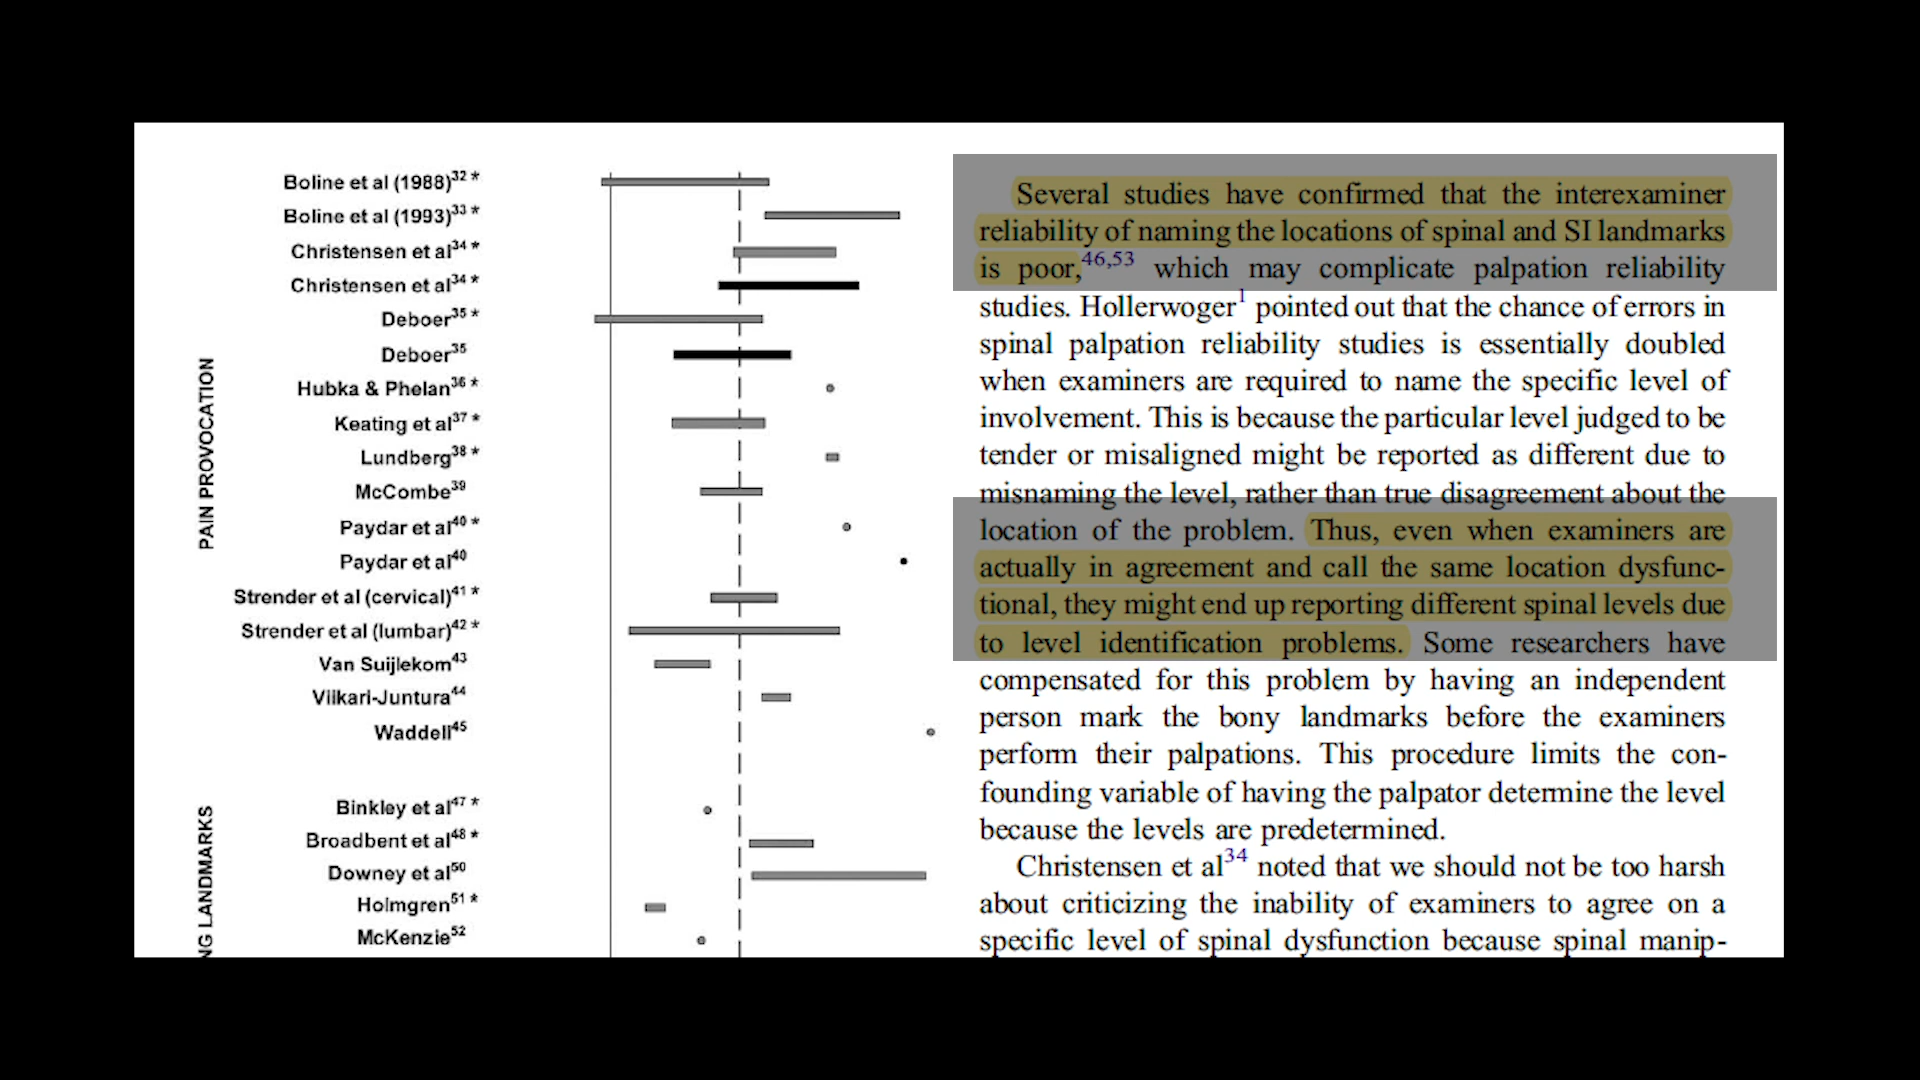 Boline et al (1988)32 *
Boline et al (1993)33 *
Christensen et al34 *
Christensen et al34 *
Deboer35 *
Deboer35
Hubka & Phelan36 *
Keating et al37 *
Lundberg38 *
McCombe39
Paydar et al40 *
Paydar et al40
Strender et al (cervical)41 *
Strender et al (lumbar)42 *
Van Suijlekom43
Viikari-Juntura44
Waddell45
PAIN PROVOCATION
Binkley et al47 *
Broadbent et al48 *
Downey et al50
Holmgren51 *
McKenzie52
NG LANDMARKS
Several studies have confirmed that the interexaminer
reliability of naming the locations of spinal and SI landmarks
is poor,46,53 which may complicate palpation reliability
studies. Hollerwoger1 pointed out that the chance of errors in
spinal palpation reliability studies is essentially doubled
when examiners are required to name the specific level of
involvement. This is because the particular level judged to be
tender or misaligned might be reported as different due to
misnaming the level, rather than true disagreement about the
location of the problem. Thus, even when examiners are
actually in agreement and call the same location dysfunc-
tional, they might end up reporting different spinal levels due
to level identification problems. Some researchers have
compensated for this problem by having an independent
person mark the bony landmarks before the examiners
perform their palpations. This procedure limits the con-
founding variable of having the palpator determine the level
because the levels are predetermined.
Christensen et al34 noted that we should not be too harsh
about criticizing the inability of examiners to agree on a
specific level of spinal dysfunction because spinal manip-